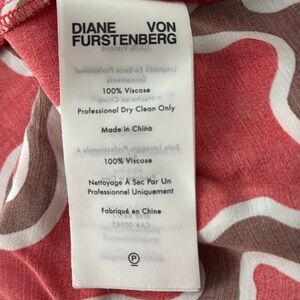 DIANE VON
FURSTENBERG
100% Viscose
Professional Dry Clean Only
Made in China
100% Viscose
Nettoyage À Sec Par Un
Professionnel Uniquement
Fabriqué en Chine
P